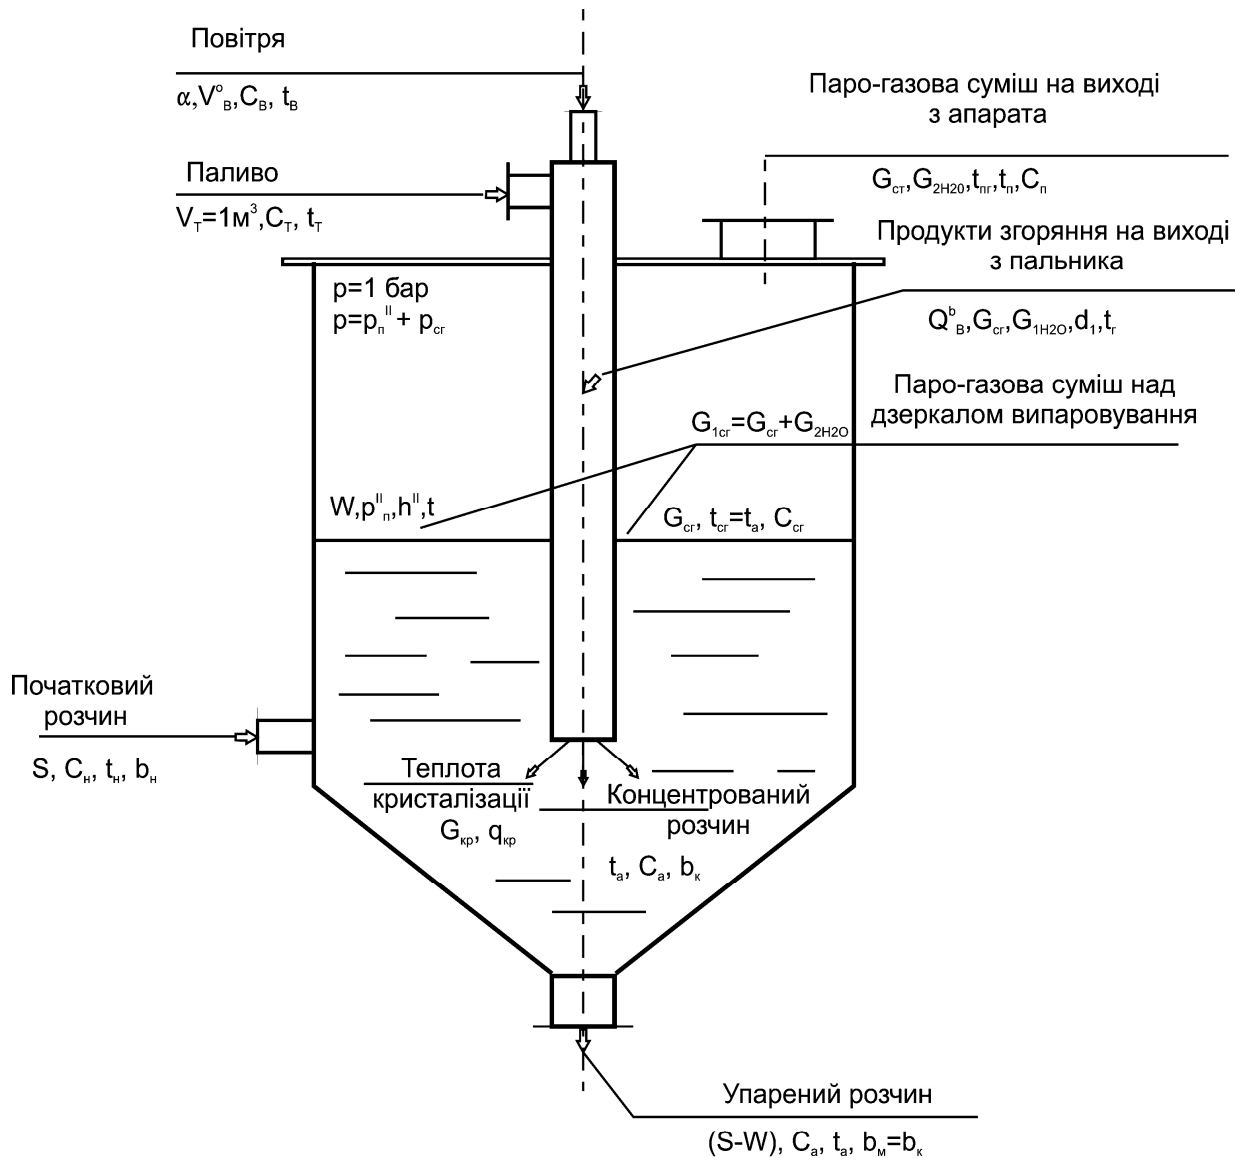 Повітря
α,V°в,Cв, tв
Паливо
Vт=1м³,Cт, tт
Паро-газова суміш на виході
з апарата
Gст,G2H20,tпг,tп,Cп
Продукти згоряння на виході
з пальника
Qᵇв,Gсг,G1H2O,d1,tг
p=1 бар
p=pпᴵᴵ+ pсг
Паро-газова суміш над
дзеркалом випаровування
G1сг=Gсг+G2H2O
W,pᴵᴵп,hᴵᴵ,t
Gсг, tсг=tа, Cсг
Початковий
розчин
S, Cн, tн, bн
Теплота
кристалізації
Gкр, qкр
Концентрований
розчин
tа, Cа, bк
Упарений розчин
(S-W), Cа, tа, bм=bк